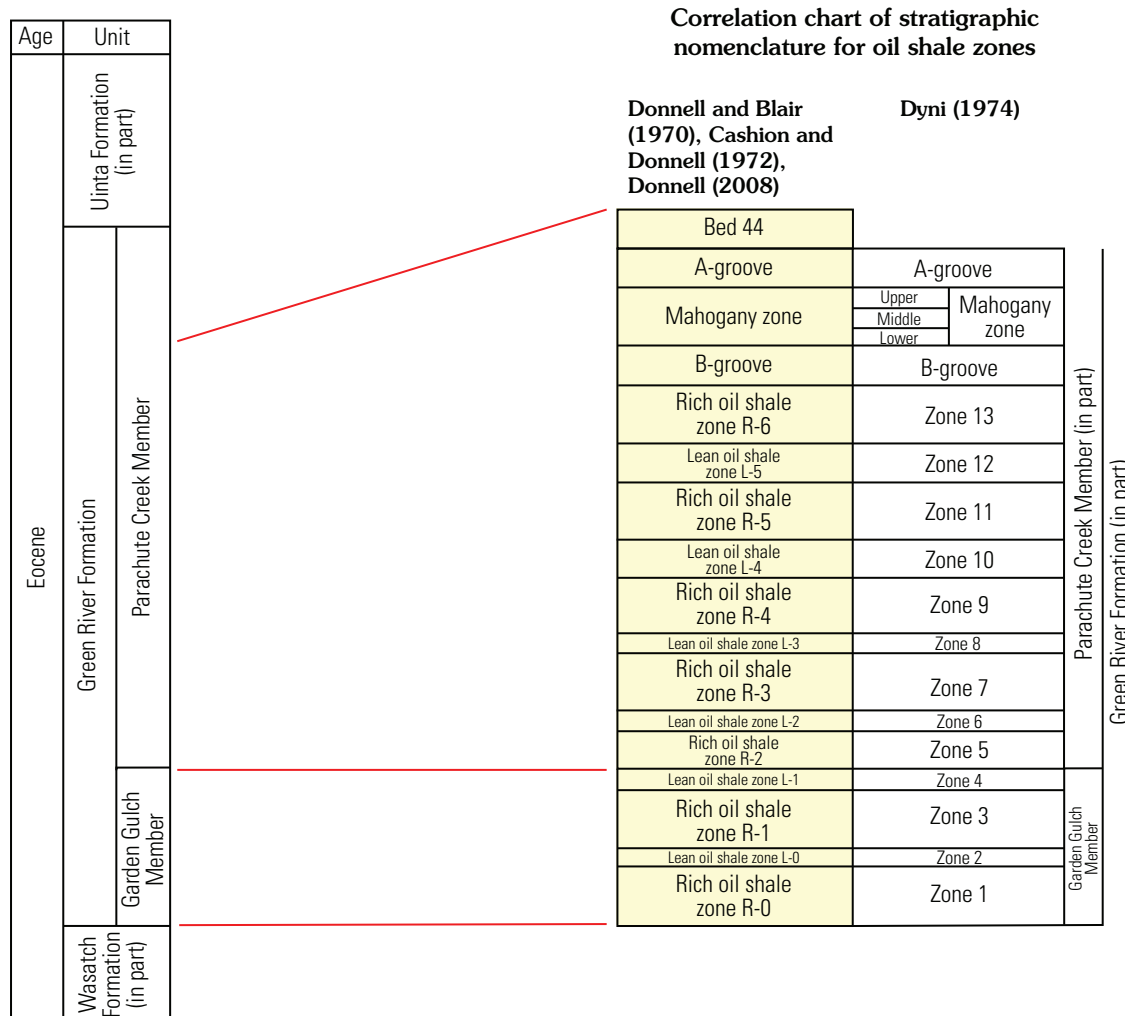 Correlation chart of stratigraphic
nomenclature for oil shale zones
Age
Unit
Eocene
Uinta Formation
(in part)
Green River Formation
Parachute Creek Member
Garden Gulch
Member
Wasatch
Formation
(in part)
Donnell and Blair
(1970), Cashion and
Donnell (1972),
Donnell (2008)
Dyni (1974)
Bed 44
A-groove
A-groove
Mahogany zone
Upper
Middle
Lower
Mahogany
zone
B-groove
B-groove
Rich oil shale
zone R-6
Zone 13
Lean oil shale
zone L-5
Zone 12
Rich oil shale
zone R-5
Zone 11
Lean oil shale
zone L-4
Zone 10
Rich oil shale
zone R-4
Zone 9
Lean oil shale zone L-3
Zone 8
Rich oil shale
zone R-3
Zone 7
Lean oil shale zone L-2
Zone 6
Rich oil shale
zone R-2
Zone 5
Lean oil shale zone L-1
Zone 4
Rich oil shale
zone R-1
Zone 3
Lean oil shale zone L-0
Zone 2
Rich oil shale
zone R-0
Zone 1
Parachute Creek Member (in part)
Garden Gulch
Member
Green River Formation (in part)